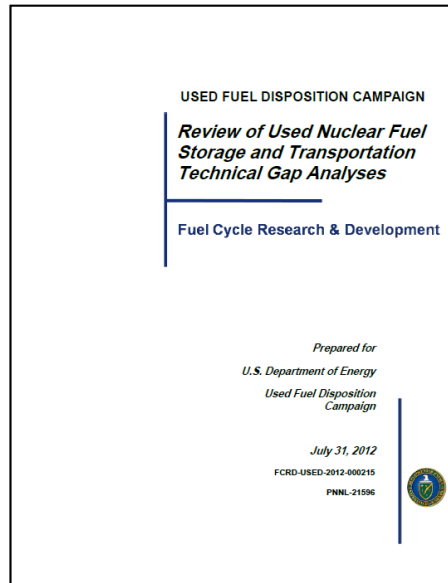 USED FUEL DISPOSITION CAMPAIGN
Review of Used Nuclear Fuel
Storage and Transportation
Technical Gap Analyses
Fuel Cycle Research & Development
Prepared for
U.S. Department of Energy
Used Fuel Disposition
Campaign
July 31, 2012
FCRD-USED-2012-000215
PNNL-21596